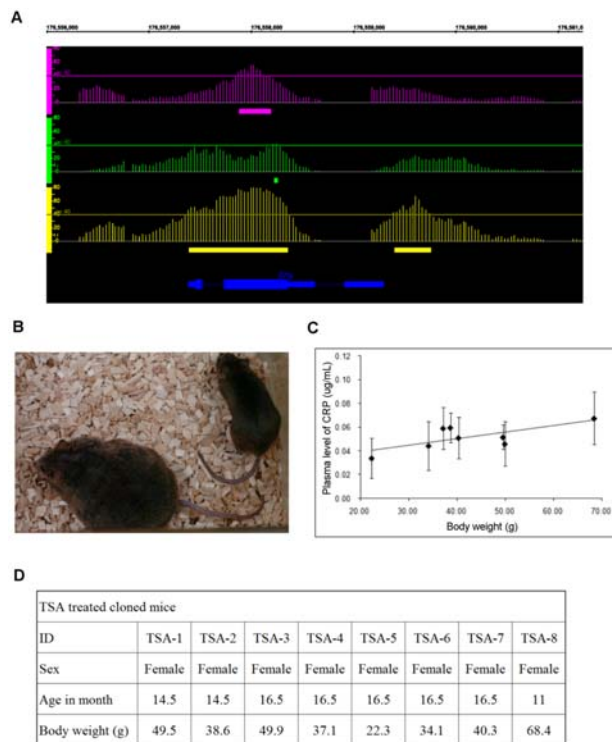 A
176,556,000 176,557,000 176,558,000 176,559,000 176,560,000 176,561,0
B
C
0.12
0.10
0.08
0.06
0.04
0.02
0.00
Plasma level of CRP (ug/mL)
20.00 30.00 40.00 50.00 60.00 70.00
Body weight (g)
D
TSA treated cloned mice
ID TSA-1 TSA-2 TSA-3 TSA-4 TSA-5 TSA-6 TSA-7 TSA-8
Sex Female Female Female Female Female Female Female Female
Age in month 14.5 14.5 16.5 16.5 16.5 16.5 16.5 11
Body weight (g) 49.5 38.6 49.9 37.1 22.3 34.1 40.3 68.4